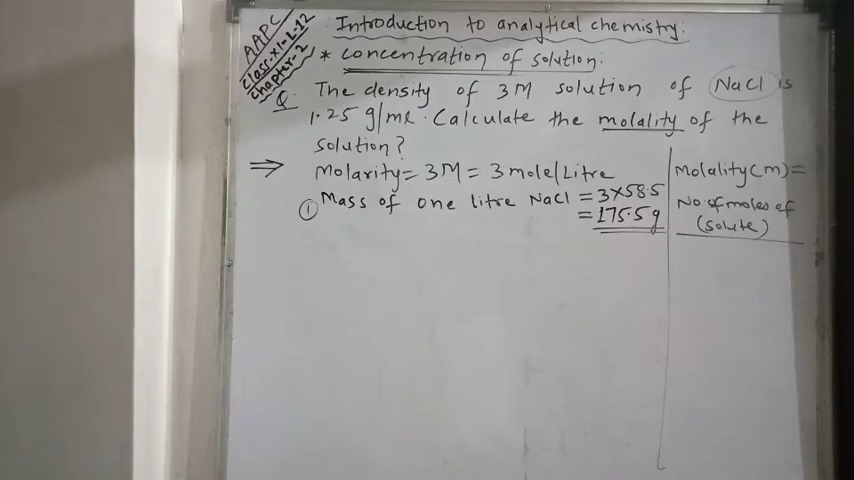 AAPC
Class-XI-L-12
Chapter-2
Introduction to analytical chemistry:
* Concentration of solution:
Q. The density of 3M solution of NaCl is
1.25 g/ml. Calculate the molality of the
solution?
⇒ Molarity = 3M = 3 mole/Litre
① Mass of one litre NaCl = 3×58.5
= 175.5g
Molality(m) =
No. of moles of
(solute)